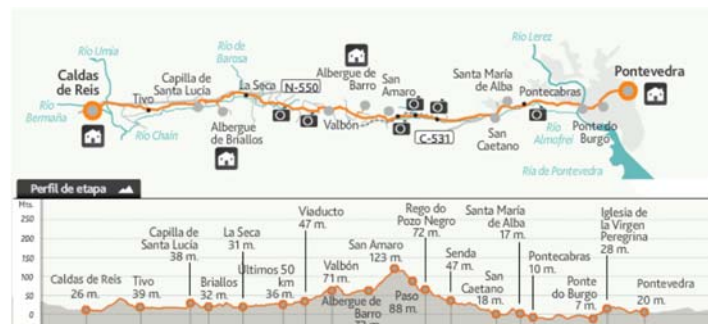 Río Umia
Río de
Barosa
Río Lerez
Caldas
de Reis
Capilla de
Santa Lucía
La Seca
N-550
Albergue
de Barro
San
Amaro
Santa María
de Alba
Pontecabras
Pontevedra
Tivo
Río
Bermaña
Río Chain
Albergue
de Briallos
Valbón
C-531
San
Caetano
Río
Almofrei
Ponte do
Burgo
Ría de Pontevedra
Perfil de etapa
Mts.
250
200
150
100
50
0
Caldas de Reis
26 m.
Tivo
39 m.
Capilla de
Santa Lucía
38 m.
Briallos
32 m.
La Seca
31 m.
Últimos 50
km
36 m.
Viaducto
47 m.
Valbón
71 m.
Albergue de
Barro
San Amaro
123 m.
Paso
88 m.
Rego do
Pozo Negro
72 m.
Senda
47 m.
San
Caetano
18 m.
Santa María
de Alba
17 m.
Pontecabras
10 m.
Ponte
do Burgo
7 m.
Iglesia de
la Virgen
Peregrina
28 m.
Pontevedra
20 m.